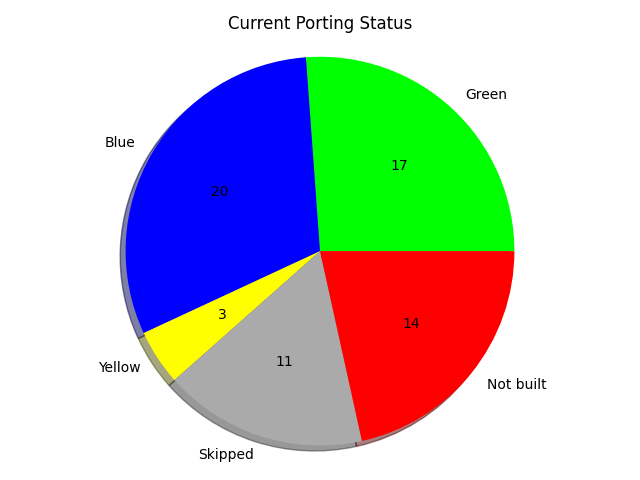 Current Porting Status
Green
17
Blue
20
3
Yellow
11
Skipped
14
Not built